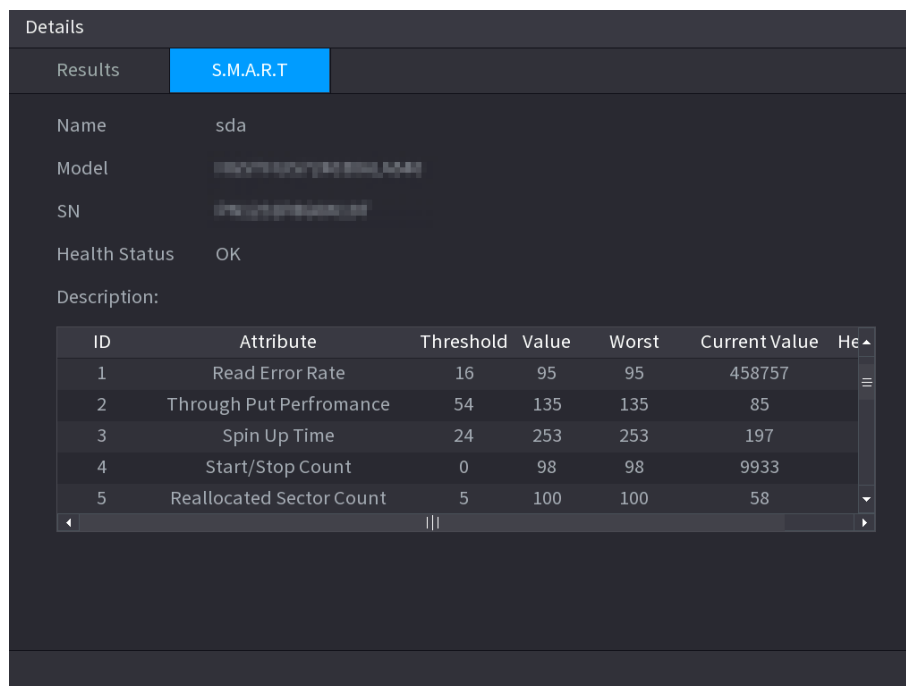 Details
Results S.M.A.R.T
Name sda
Model
SN
Health Status OK
Description:
ID Attribute Threshold Value Worst Current Value He
1 Read Error Rate 16 95 95 458757
2 Through Put Perfromance 54 135 135 85
3 Spin Up Time 24 253 253 197
4 Start/Stop Count 0 98 98 9933
5 Reallocated Sector Count 5 100 100 58